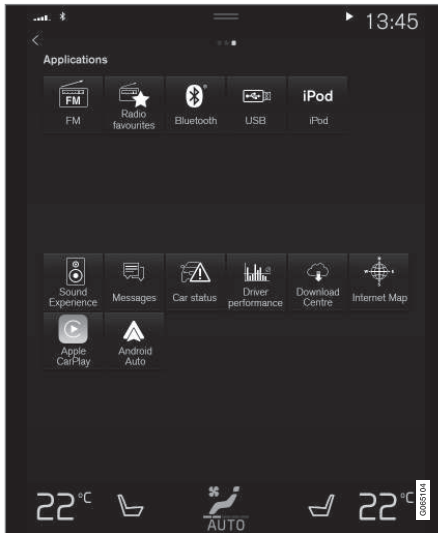 13:45
Applications
FM
FM
Radio
favourites
Bluetooth
USB
iPod
iPod
Sound
Experience
Messages
Car status
Driver
performance
Download
Centre
Internet Map
Apple
CarPlay
Android
Auto
22°C
AUTO
22°C
G065104